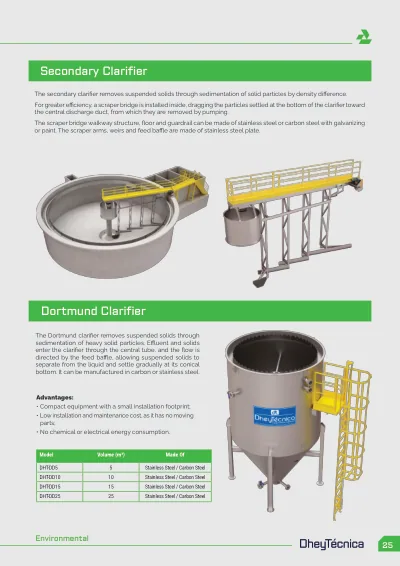 Secondary Clarifier
The secondary clarifier removes suspended solids through sedimentation of solid particles by density difference.
For greater efficiency, a scraper bridge is installed inside, dragging the particles settled at the bottom of the clarifier toward
the central discharge duct, from which they are removed by pumping.
The scraper bridge walkway structure, floor and guardrail can be made of stainless steel or carbon steel with galvanizing
or paint. The scraper arms, weirs and feed baffle are made of stainless steel plate.
Dortmund Clarifier
The Dortmund clarifier removes suspended solids through
sedimentation of heavy solid particles. Effluent and solids
enter the clarifier through the central tube, and the flow is
directed by the feed baffle, allowing suspended solids to
separate from the liquid and settle gradually at its conical
bottom. It can be manufactured in carbon or stainless steel.
Advantages:
• Compact equipment with a small installation footprint;
• Low installation and maintenance cost, as it has no moving
parts;
• No chemical or electrical energy consumption.
Model Volume (m³) Made Of
DHTOD5 5 Stainless Steel / Carbon Steel
DHTOD10 10 Stainless Steel / Carbon Steel
DHTOD15 15 Stainless Steel / Carbon Steel
DHTOD25 25 Stainless Steel / Carbon Steel
DheyTécnica
Environmental
DheyTécnica
25